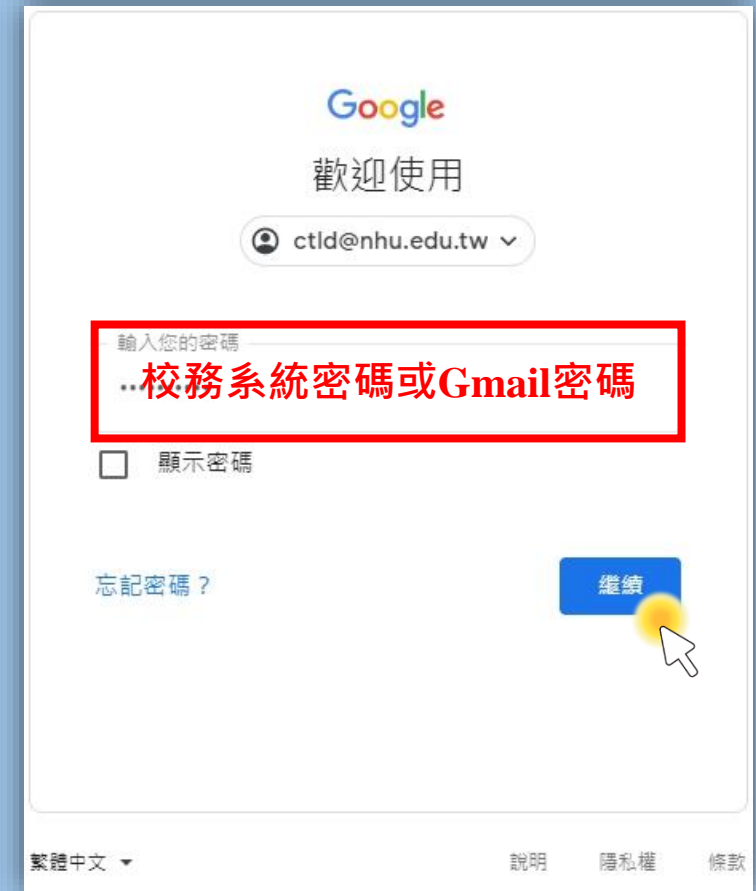 Google
歡迎使用
ctld@nhu.edu.tw
輸入您的密碼
校務系統密碼或Gmail密碼
顯示密碼
忘記密碼？
繼續
繁體中文
說明 隱私權 條款